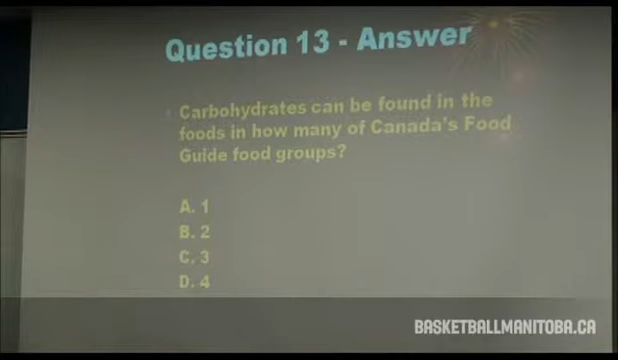 Question 13 - Answer
Carbohydrates can be found in the
foods in how many of Canada's Food
Guide food groups?
A. 1
B. 2
C. 3
D. 4
BASKETBALLMANITOBA.CA